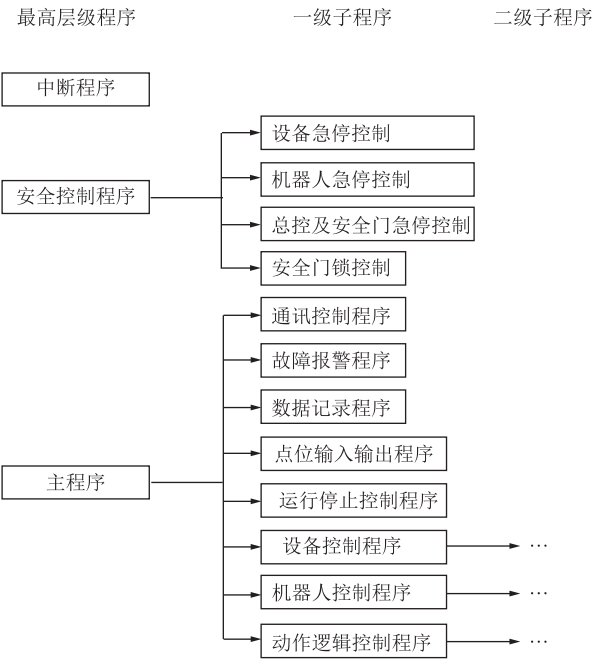 最高层级程序 一级子程序 二级子程序
中断程序
设备急停控制
机器人急停控制
安全控制程序
总控及安全门急停控制
安全门锁控制
通讯控制程序
故障报警程序
数据记录程序
点位输入输出程序
主程序
运行停止控制程序
设备控制程序 …
机器人控制程序 …
动作逻辑控制程序 …